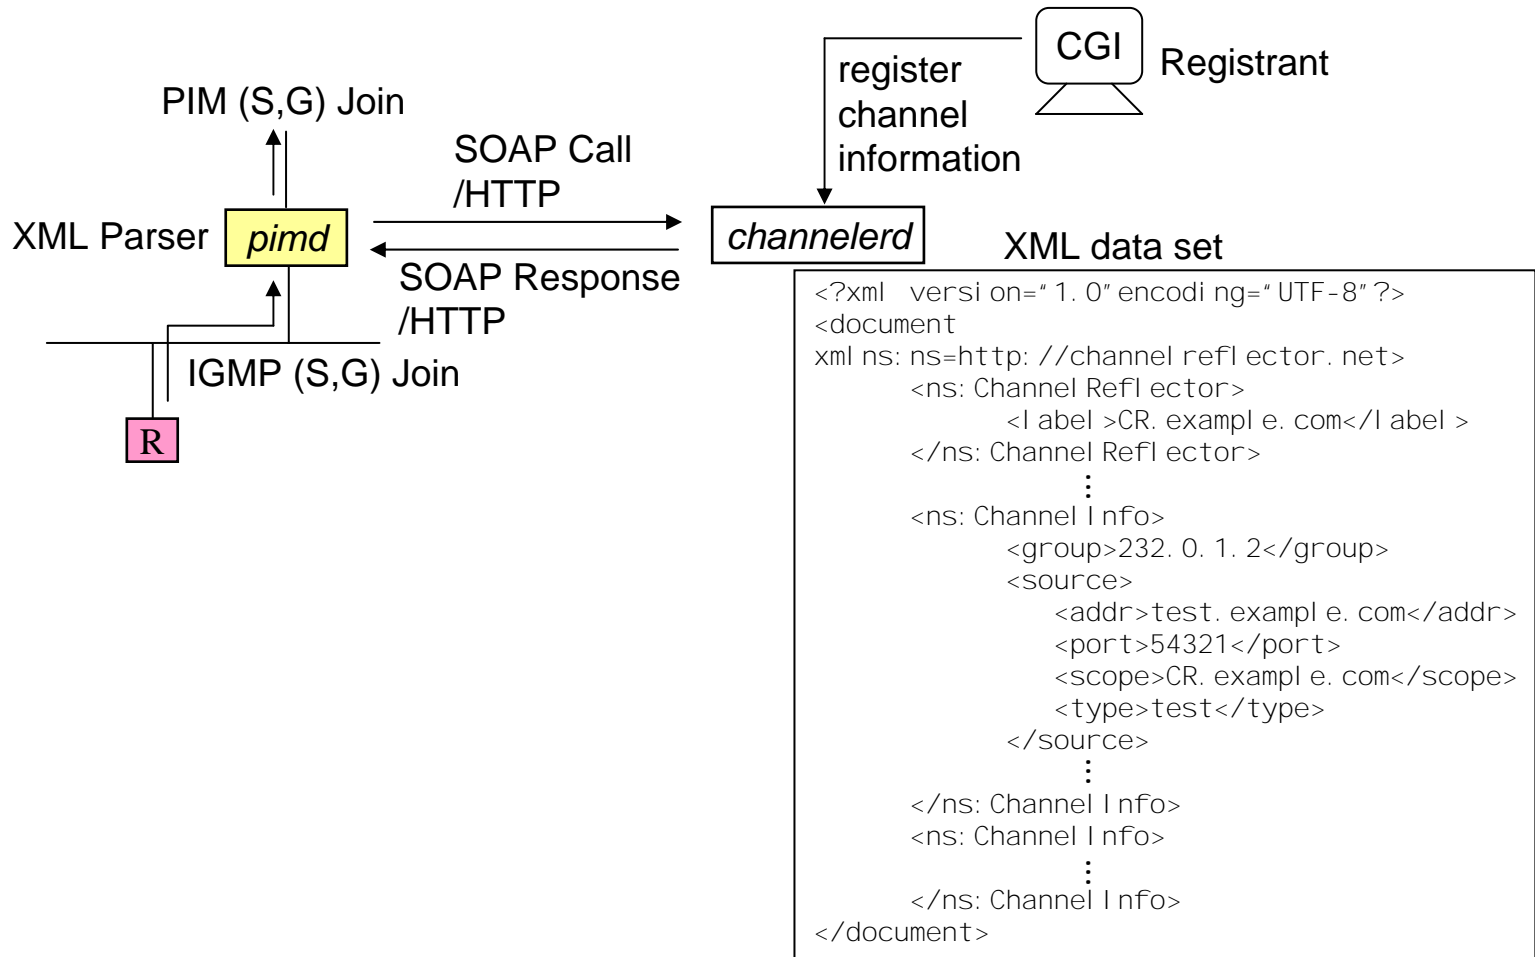 CGI
Registrant
register
channel
information
PIM (S,G) Join
SOAP Call
/HTTP
XML Parser
pimd
channelerd
SOAP Response
/HTTP
IGMP (S,G) Join
R
XML data set
<?xml version=“1.0”encoding=“UTF-8”?>
<document
xmlns:ns=http://channelreflector.net>
<ns:ChannelReflector>
<label>CR.example.com</label>
</ns:ChannelReflector>
⋮
<ns:ChannelInfo>
<group>232.0.1.2</group>
<source>
<addr>test.example.com</addr>
<port>54321</port>
<scope>CR.example.com</scope>
<type>test</type>
</source>
⋮
</ns:ChannelInfo>
<ns:ChannelInfo>
⋮
</ns:ChannelInfo>
</document>